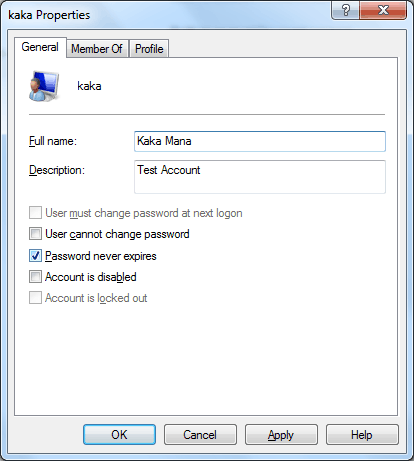 kaka Properties
?
General Member Of Profile
kaka
Full name: Kaka Mana
Description: Test Account
User must change password at next logon
User cannot change password
Password never expires
Account is disabled
Account is locked out
OK Cancel Apply Help